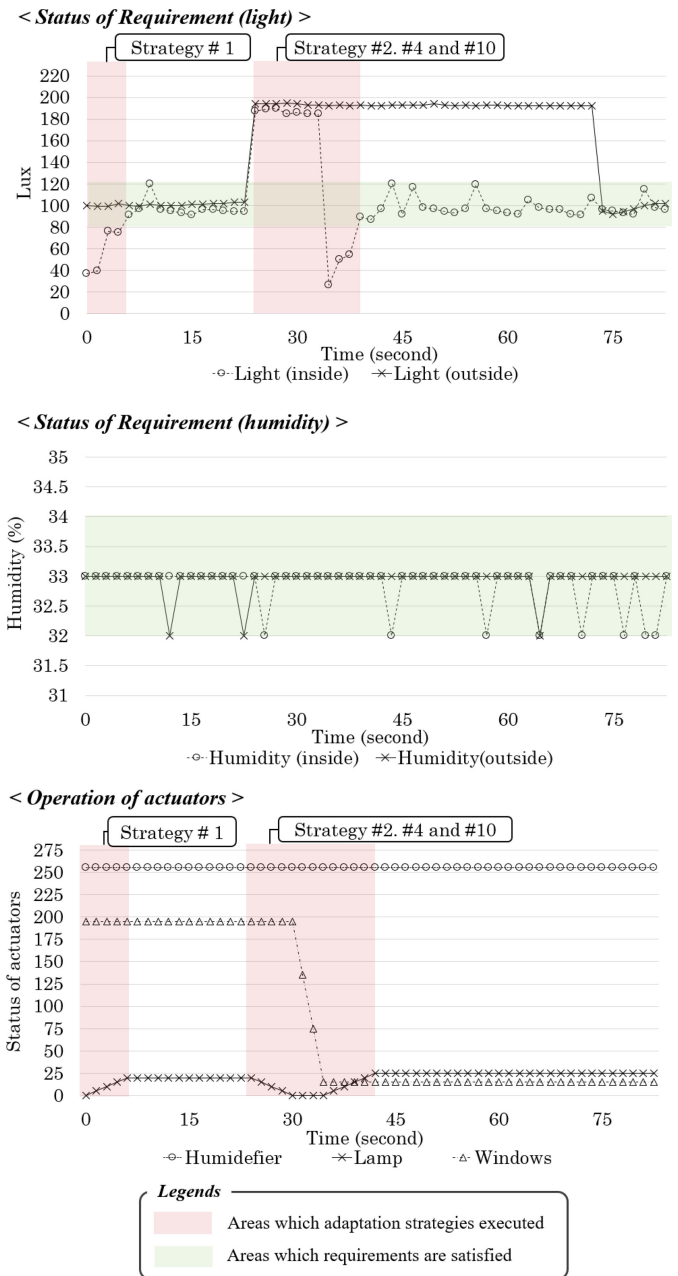 < Status of Requirement (light) >
Strategy # 1
Strategy #2. #4 and #10
220
200
180
160
140
120
100
80
60
40
20
0
Lux
0 15 30 45 60 75
Time (second)
Light (inside) Light (outside)
< Status of Requirement (humidity) >
35
34.5
34
33.5
33
32.5
32
31.5
31
Humidity (%)
0 15 30 45 60 75
Time (second)
Humidity (inside) Humidity(outside)
< Operation of actuators >
Strategy # 1
Strategy #2. #4 and #10
275
250
225
200
175
150
125
100
75
50
25
0
Status of actuators
0 15 30 45 60 75
Time (second)
Humidefier Lamp Windows
Legends
Areas which adaptation strategies executed
Areas which requirements are satisfied